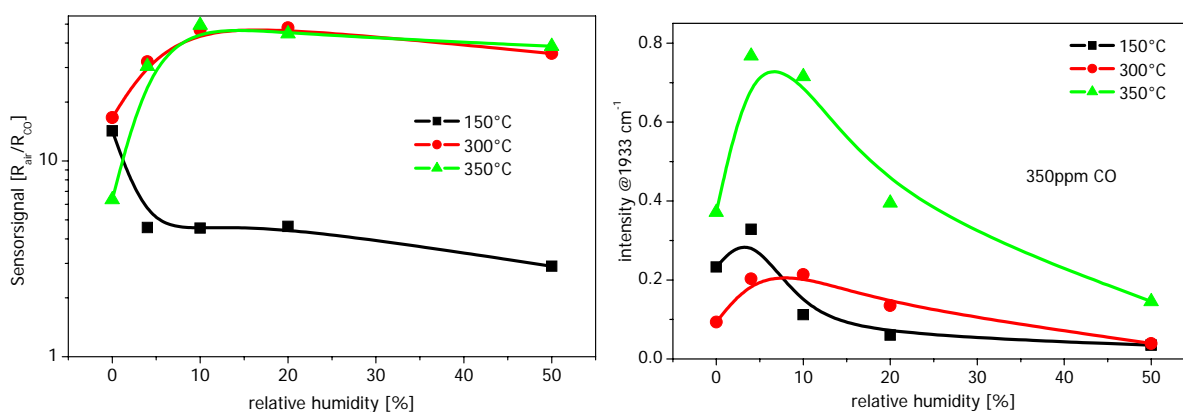 Sensorsignal [R_air/R_CO]
10
1
150°C
300°C
350°C
0 10 20 30 40 50
relative humidity [%]
intensity @1933 cm⁻¹
0.8
0.6
0.4
0.2
0.0
150°C
300°C
350°C
350ppm CO
0 10 20 30 40 50
relative humidity [%]